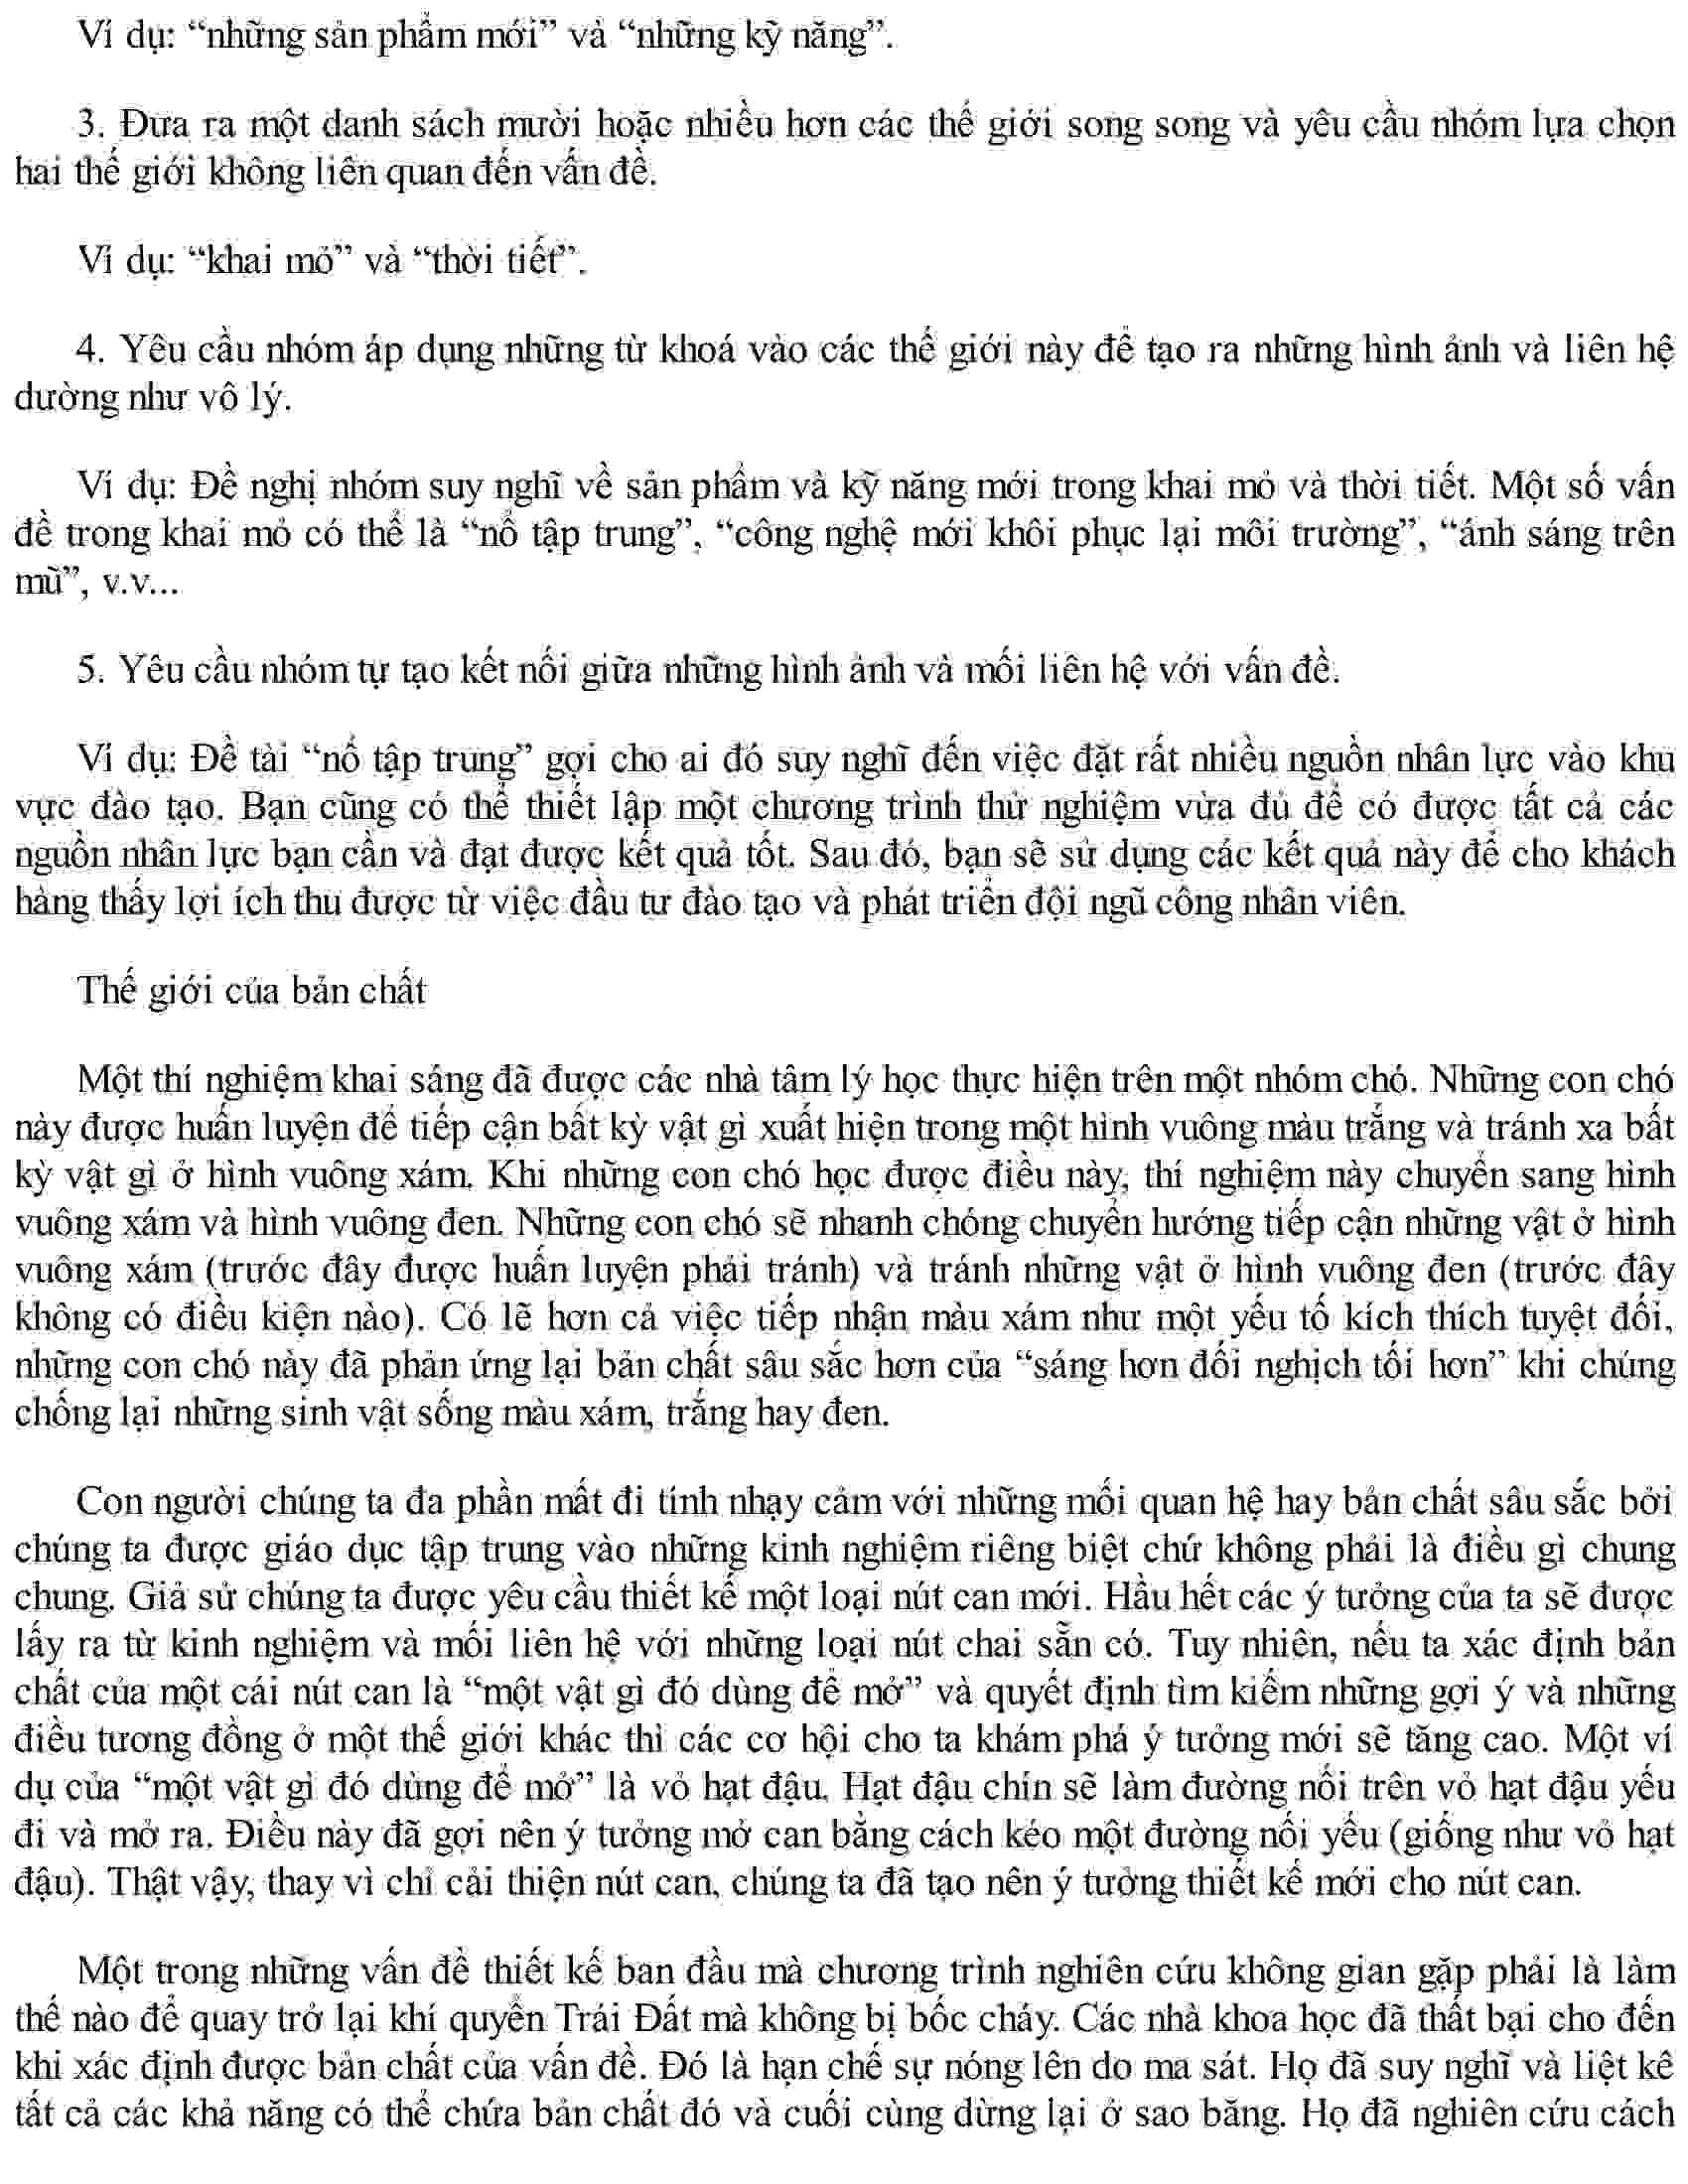 Ví dụ: “những sản phẩm mới” và “những kỹ năng”.
3. Đưa ra một danh sách mười hoặc nhiều hơn các thế giới song song và yêu cầu nhóm lựa chọn
hai thế giới không liên quan đến vấn đề.
Ví dụ: “khai mỏ” và “thời tiết”.
4. Yêu cầu nhóm áp dụng những từ khoá vào các thế giới này để tạo ra những hình ảnh và liên hệ
dường như vô lý.
Ví dụ: Đề nghị nhóm suy nghĩ về sản phẩm và kỹ năng mới trong khai mỏ và thời tiết. Một số vấn
đề trong khai mỏ có thể là “nổ tập trung”, “công nghệ mới khôi phục lại môi trường”, “ánh sáng trên
mũ”, v.v...
5. Yêu cầu nhóm tự tạo kết nối giữa những hình ảnh và mối liên hệ với vấn đề.
Ví dụ: Đề tài “nổ tập trung” gợi cho ai đó suy nghĩ đến việc đặt rất nhiều nguồn nhân lực vào khu
vực đào tạo. Bạn cũng có thể thiết lập một chương trình thử nghiệm vừa đủ để có được tất cả các
nguồn nhân lực bạn cần và đạt được kết quả tốt. Sau đó, bạn sẽ sử dụng các kết quả này để cho khách
hàng thấy lợi ích thu được từ việc đầu tư đào tạo và phát triển đội ngũ công nhân viên.
Thế giới của bản chất
Một thí nghiệm khai sáng đã được các nhà tâm lý học thực hiện trên một nhóm chó. Những con chó
này được huấn luyện để tiếp cận bất kỳ vật gì xuất hiện trong một hình vuông màu trắng và tránh xa bất
kỳ vật gì ở hình vuông xám. Khi những con chó học được điều này, thí nghiệm này chuyển sang hình
vuông xám và hình vuông đen. Những con chó sẽ nhanh chóng chuyển hướng tiếp cận những vật ở hình
vuông xám (trước đây được huấn luyện phải tránh) và tránh những vật ở hình vuông đen (trước đây
không có điều kiện nào). Có lẽ hơn cả việc tiếp nhận màu xám như một yếu tố kích thích tuyệt đối,
những con chó này đã phản ứng lại bản chất sâu sắc hơn của “sáng hơn đối nghịch tối hơn” khi chúng
chống lại những sinh vật sống màu xám, trắng hay đen.
Con người chúng ta đa phần mất đi tính nhạy cảm với những mối quan hệ hay bản chất sâu sắc bởi
chúng ta được giáo dục tập trung vào những kinh nghiệm riêng biệt chứ không phải là điều gì chung
chung. Giả sử chúng ta được yêu cầu thiết kế một loại nút can mới. Hầu hết các ý tưởng của ta sẽ được
lấy ra từ kinh nghiệm và mối liên hệ với những loại nút chai sẵn có. Tuy nhiên, nếu ta xác định bản
chất của một cái nút can là “một vật gì đó dùng để mở” và quyết định tìm kiếm những gợi ý và những
điều tương đồng ở một thế giới khác thì các cơ hội cho ta khám phá ý tưởng mới sẽ tăng cao. Một ví
dụ của “một vật gì đó dùng để mở” là vỏ hạt đậu. Hạt đậu chín sẽ làm đường nối trên vỏ hạt đậu yếu
đi và mở ra. Điều này đã gợi nên ý tưởng mở can bằng cách kéo một đường nối yếu (giống như vỏ hạt
đậu). Thật vậy, thay vì chỉ cải thiện nút can, chúng ta đã tạo nên ý tưởng thiết kế mới cho nút can.
Một trong những vấn đề thiết kế ban đầu mà chương trình nghiên cứu không gian gặp phải là làm
thế nào để quay trở lại khí quyển Trái Đất mà không bị bốc cháy. Các nhà khoa học đã thất bại cho đến
khi xác định được bản chất của vấn đề. Đó là hạn chế sự nóng lên do ma sát. Họ đã suy nghĩ và liệt kê
tất cả các khả năng có thể chứa bản chất đó và cuối cùng dừng lại ở sao băng. Họ đã nghiên cứu cách